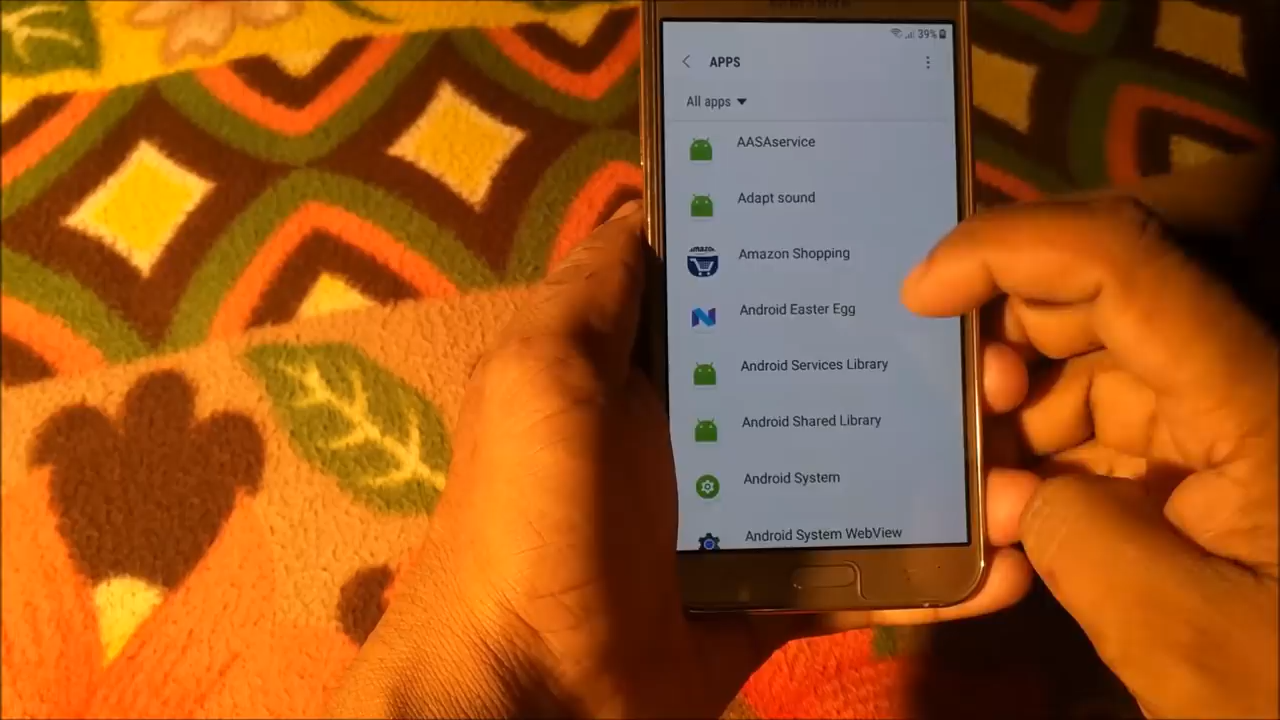 39%
APPS
All apps
AASAservice
Adapt sound
Amazon Shopping
Android Easter Egg
Android Services Library
Android Shared Library
Android System
Android System WebView